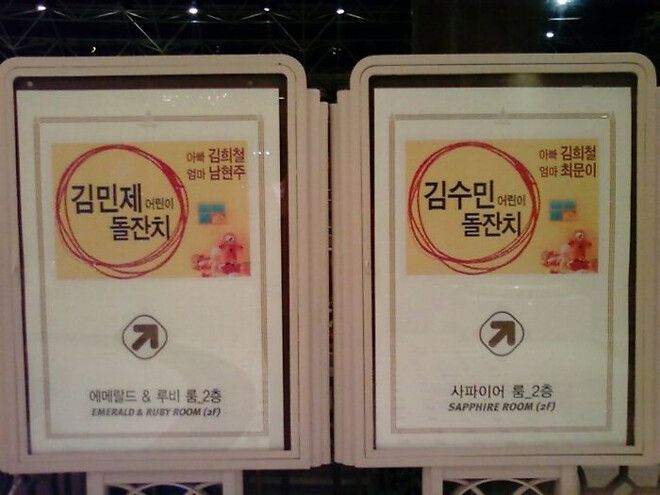 아빠 김희철
엄마 남현주
김민제 어린이
돌잔치
에메랄드 & 루비 룸_2층
EMERALD & RUBY ROOM (2F)
아빠 김희철
엄마 최문이
김수민 어린이
돌잔치
사파이어 룸_2층
SAPPHIRE ROOM (2F)